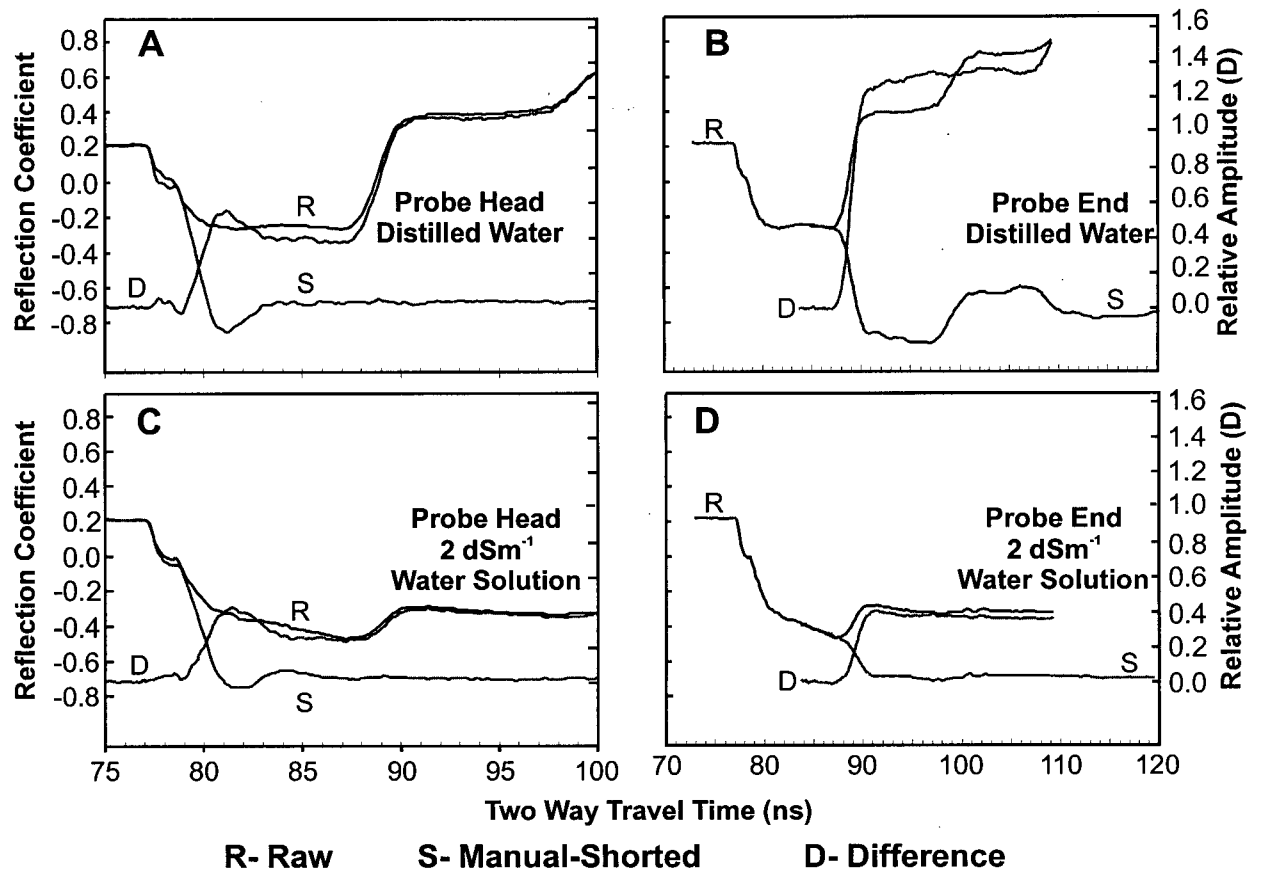 A
B
0.8
0.6
0.4
0.2
0.0
-0.2
-0.4
-0.6
-0.8
Reflection Coefficient
R
D
S
Probe Head
Distilled Water
R
D
S
Probe End
Distilled Water
1.6
1.4
1.2
1.0
0.8
0.6
0.4
0.2
0.0
Relative Amplitude (D)
C
D
0.8
0.6
0.4
0.2
0.0
-0.2
-0.4
-0.6
-0.8
Reflection Coefficient
R
D
S
Probe Head
2 dSm⁻¹
Water Solution
R
D
S
Probe End
2 dSm⁻¹
Water Solution
1.6
1.4
1.2
1.0
0.8
0.6
0.4
0.2
0.0
Relative Amplitude (D)
75 80 85 90 95 100
70 80 90 100 110 120
Two Way Travel Time (ns)
R- Raw S- Manual-Shorted D- Difference